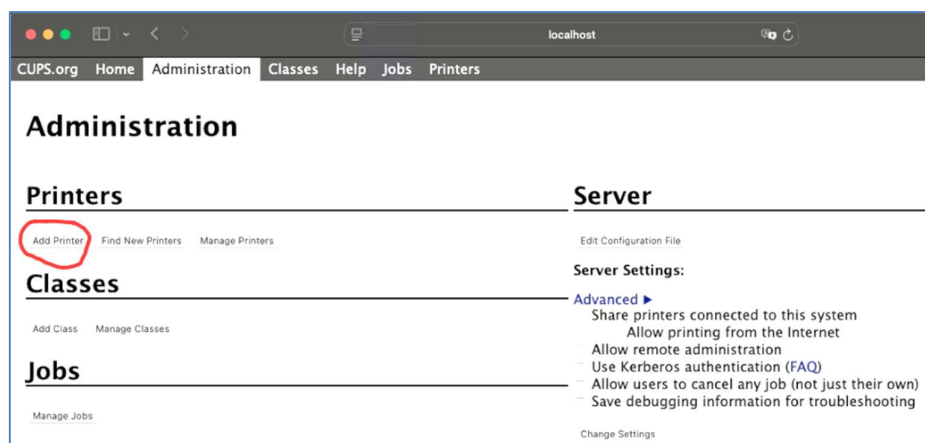 localhost
CUPS.org Home Administration Classes Help Jobs Printers
Administration
Printers
Add Printer Find New Printers Manage Printers
Classes
Add Class Manage Classes
Jobs
Manage Jobs
Server
Edit Configuration File
Server Settings:
Advanced ▶
Share printers connected to this system
Allow printing from the Internet
Allow remote administration
Use Kerberos authentication (FAQ)
Allow users to cancel any job (not just their own)
Save debugging information for troubleshooting
Change Settings